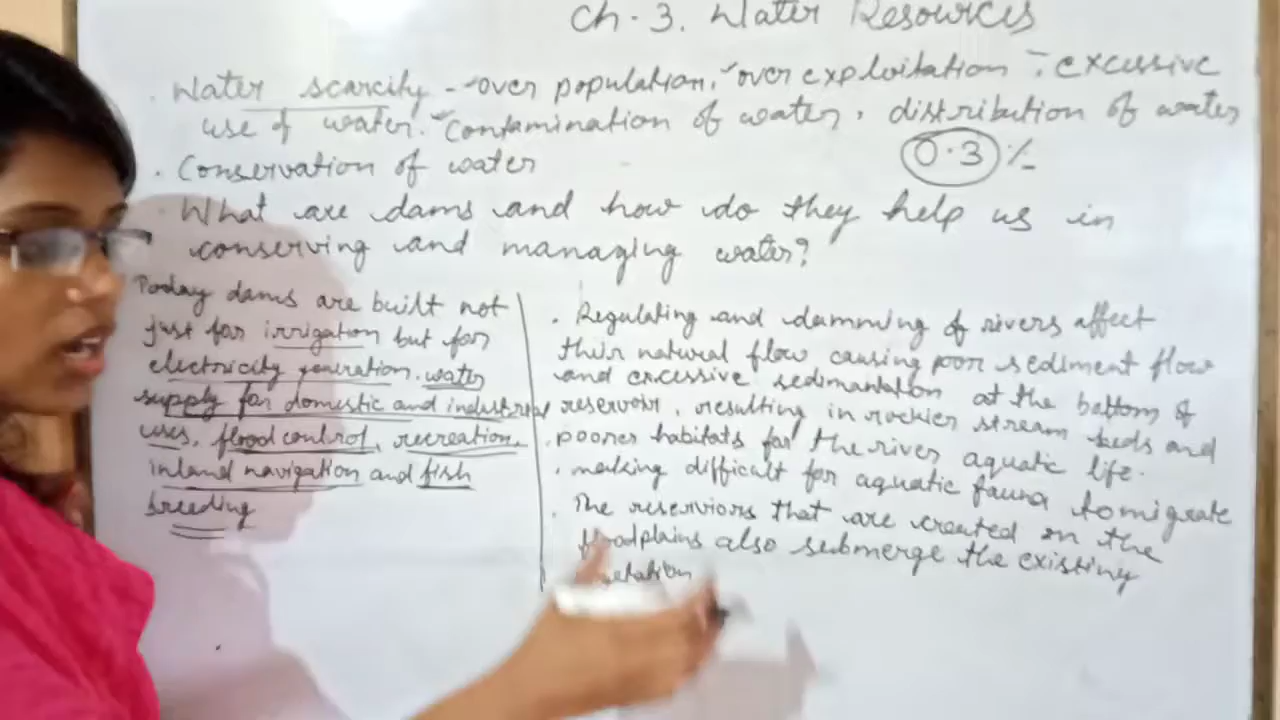 Ch-3. Water Resources
. Water scarcity - over population, over exploitation - excessive
use of water. Contamination of water, distribution of water
0.3 %
. Conservation of water
What are dams and how do they help us in
conserving and managing water?
Today dams are built not
just for irrigation but for
electricity generation. water
supply for domestic and industrial
uses, flood control, recreation,
inland navigation and fish
breeding
. Regulating and damming of rivers affect
their natural flow causing poor sediment flow
and excessive sedimentation at the bottom of
reservoir, resulting in rockier stream beds and
. poorer habitats for the river aquatic life.
. making difficult for aquatic fauna to migrate
. The reserviors that are created on the
floodplains also submerge the existing